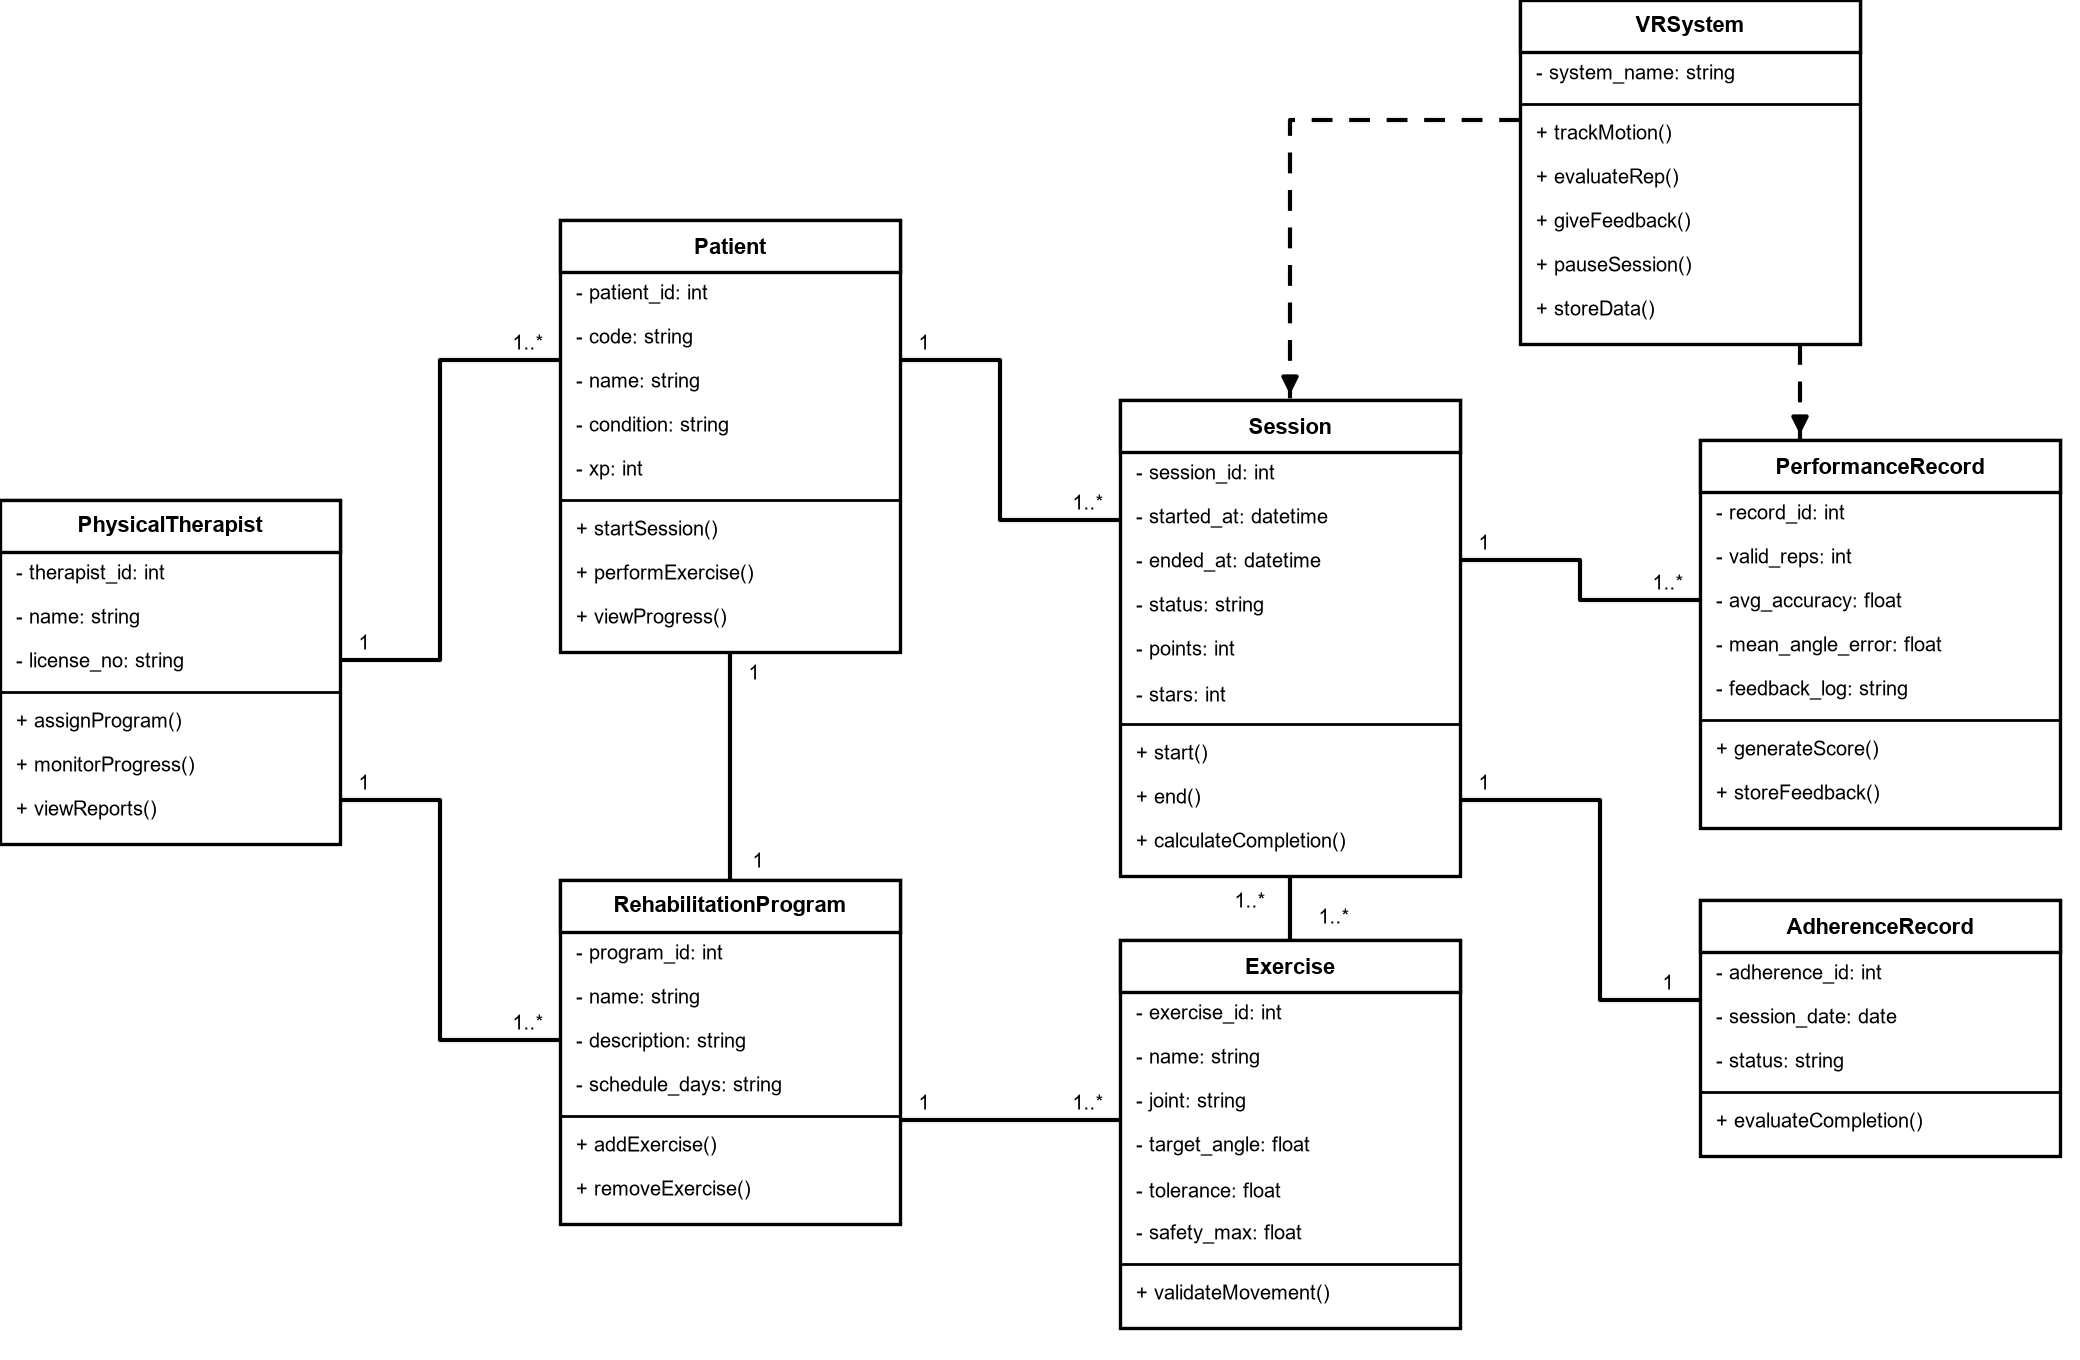 VRSystem
- system_name: string
+ trackMotion()
+ evaluateRep()
+ giveFeedback()
+ pauseSession()
+ storeData()
Patient
- patient_id: int
- code: string
- name: string
- condition: string
- xp: int
+ startSession()
+ performExercise()
+ viewProgress()
1..*
1
1
1
PhysicalTherapist
- therapist_id: int
- name: string
- license_no: string
+ assignProgram()
+ monitorProgress()
+ viewReports()
1
1
1..*
Session
- session_id: int
- started_at: datetime
- ended_at: datetime
- status: string
- points: int
- stars: int
+ start()
+ end()
+ calculateCompletion()
1..*
1
1
1..*
1..*
PerformanceRecord
- record_id: int
- valid_reps: int
- avg_accuracy: float
- mean_angle_error: float
- feedback_log: string
+ generateScore()
+ storeFeedback()
1..*
RehabilitationProgram
- program_id: int
- name: string
- description: string
- schedule_days: string
+ addExercise()
+ removeExercise()
1
1..*
Exercise
- exercise_id: int
- name: string
- joint: string
- target_angle: float
- tolerance: float
- safety_max: float
+ validateMovement()
AdherenceRecord
- adherence_id: int
- session_date: date
- status: string
+ evaluateCompletion()
1